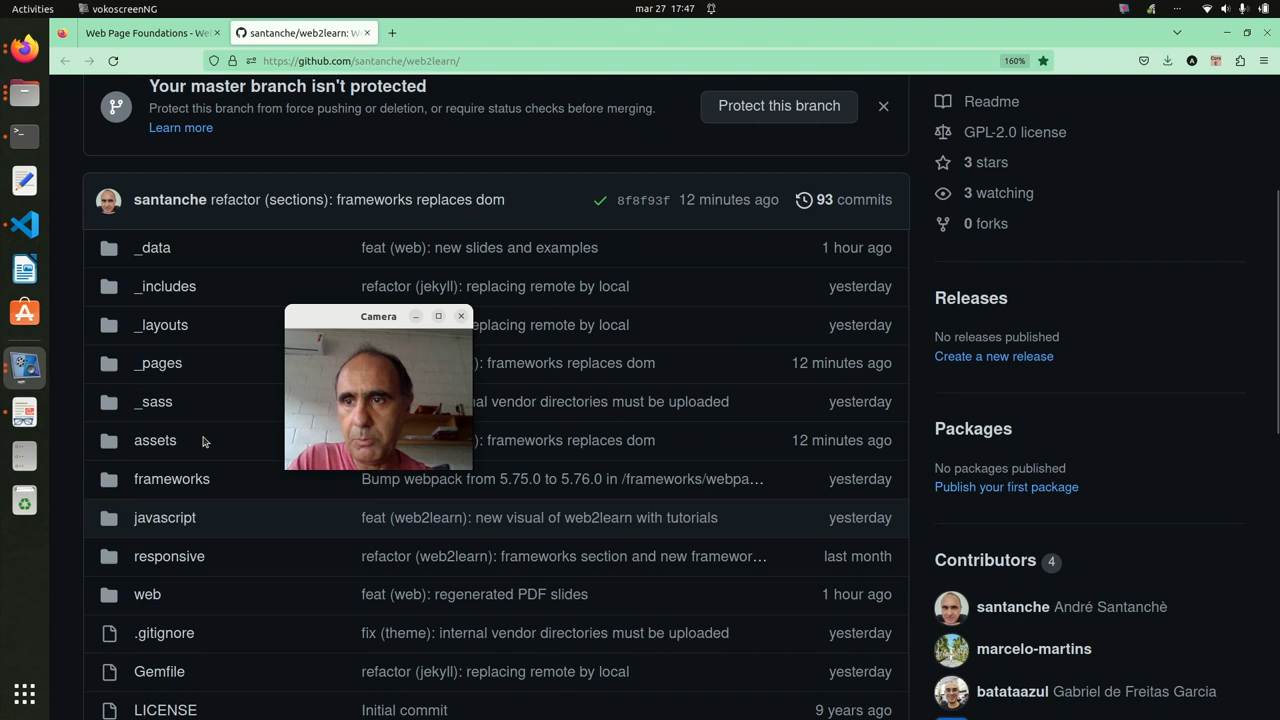 Activities
vokoscreenNG
mar 27 17:47
Web Page Foundations - We
santanche/web2learn: W
https://github.com/santanche/web2learn/
160%
Your master branch isn't protected
Protect this branch from force pushing or deletion, or require status checks before merging.
Learn more
Protect this branch
santanche refactor (sections): frameworks replaces dom
8f8f93f 12 minutes ago
93 commits
_data
feat (web): new slides and examples
1 hour ago
_includes
refactor (jekyll): replacing remote by local
yesterday
_layouts
eplacing remote by local
yesterday
_pages
): frameworks replaces dom
12 minutes ago
_sass
nal vendor directories must be uploaded
yesterday
assets
): frameworks replaces dom
12 minutes ago
frameworks
Bump webpack from 5.75.0 to 5.76.0 in /frameworks/webpa…
yesterday
javascript
feat (web2learn): new visual of web2learn with tutorials
yesterday
responsive
refactor (web2learn): frameworks section and new framewor…
last month
web
feat (web): regenerated PDF slides
1 hour ago
.gitignore
fix (theme): internal vendor directories must be uploaded
yesterday
Gemfile
refactor (jekyll): replacing remote by local
yesterday
LICENSE
Initial commit
9 years ago
Camera
Readme
GPL-2.0 license
3 stars
3 watching
0 forks
Releases
No releases published
Create a new release
Packages
No packages published
Publish your first package
Contributors 4
santanche André Santanchè
marcelo-martins
batataazul Gabriel de Freitas Garcia